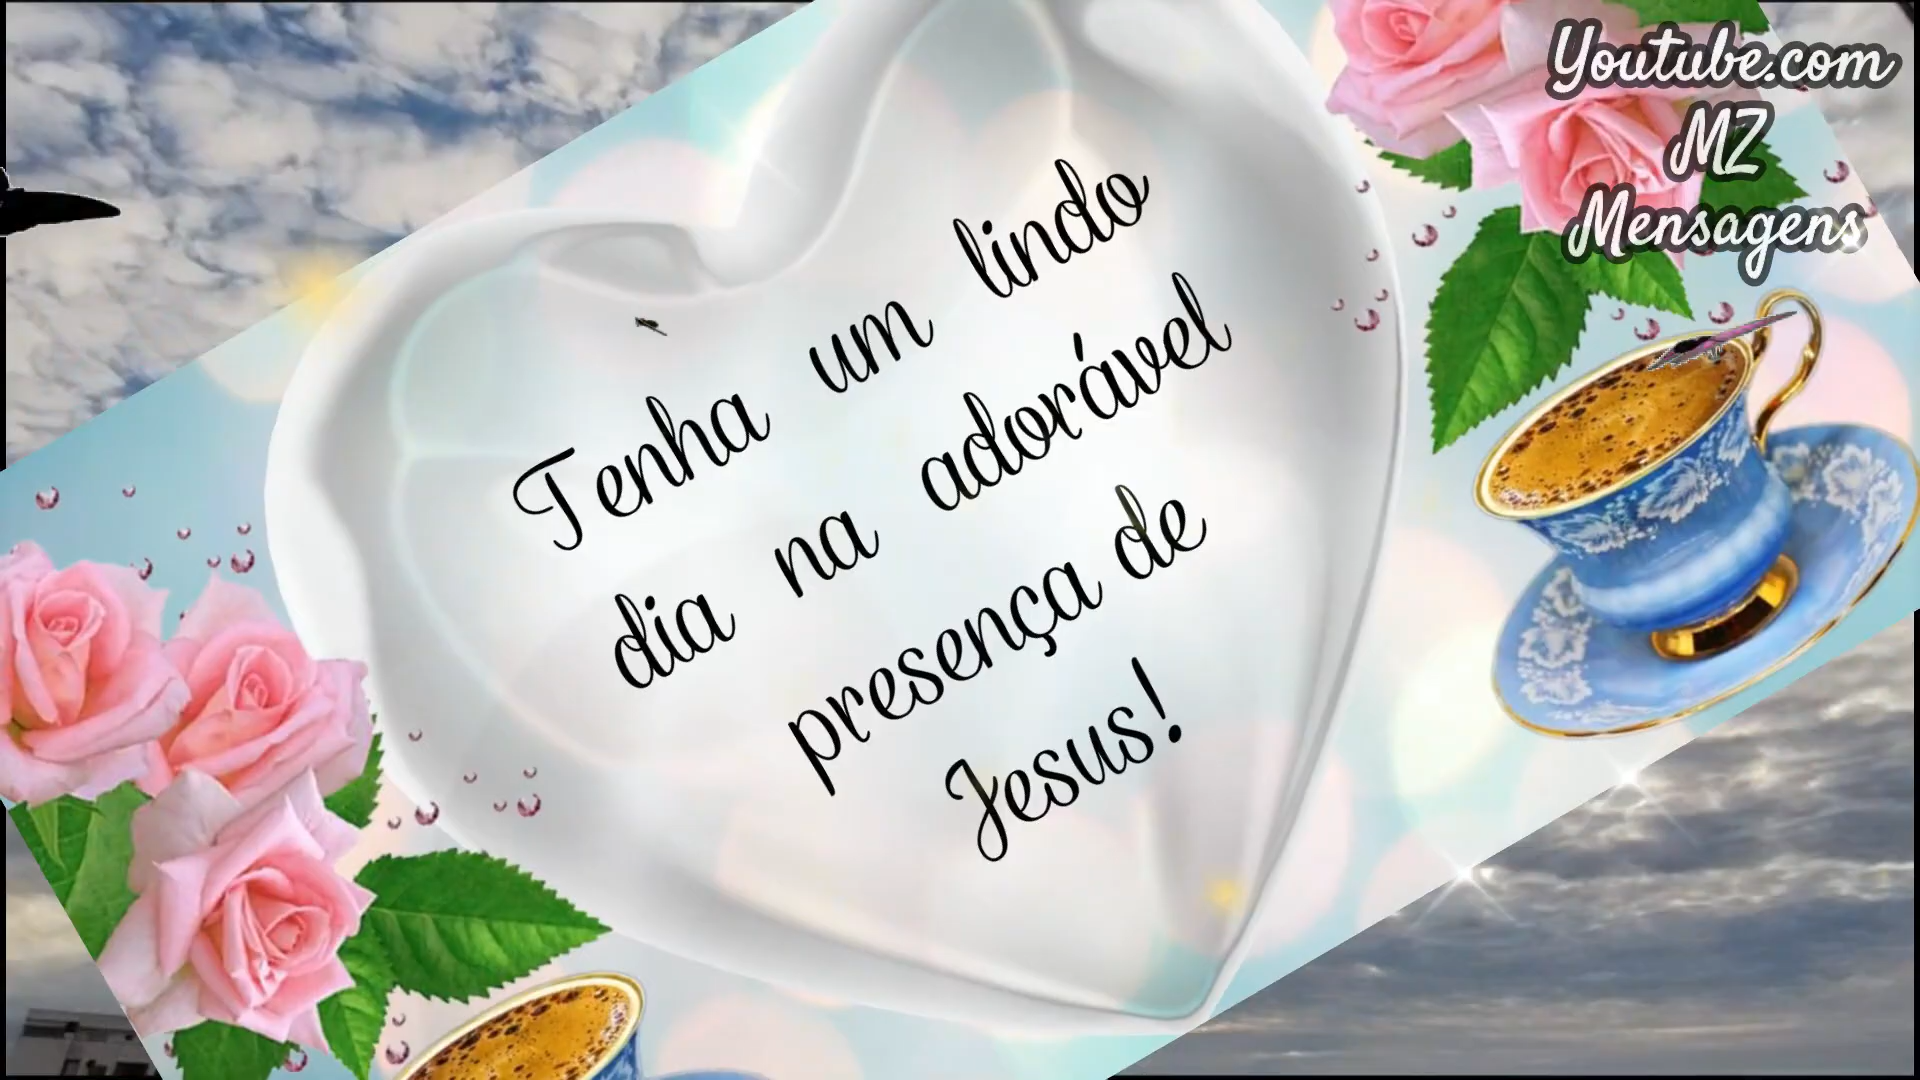 Youtube.com
MZ
Mensagens
Tenha um lindo
dia na adorável
presença de
Jesus!